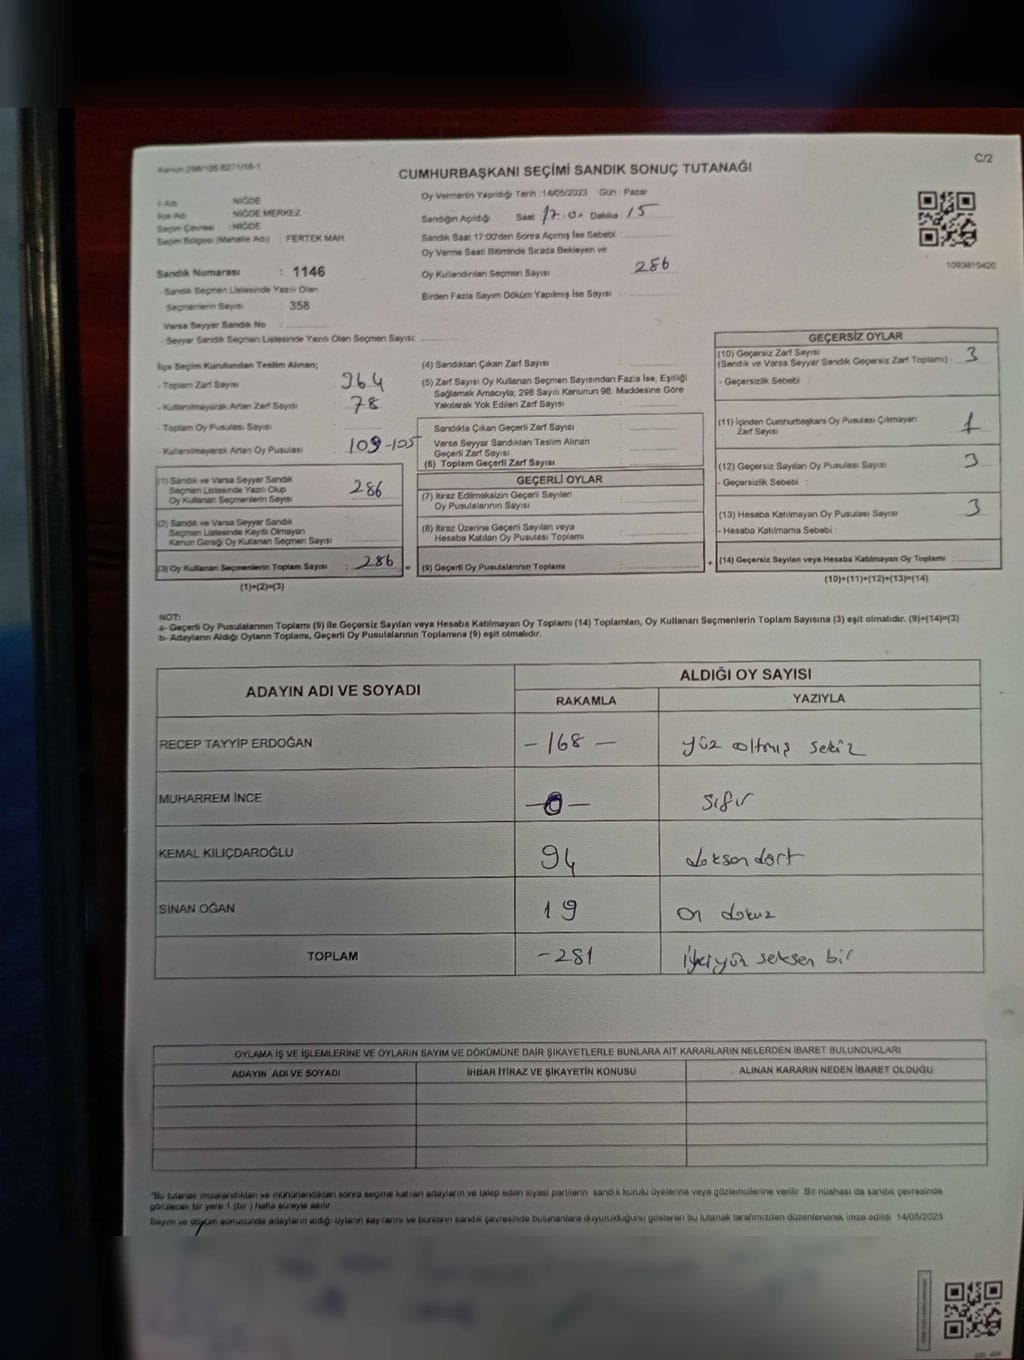 Kanun:298/105-6271/16-1
C/2
CUMHURBAŞKANI SEÇİMİ SANDIK SONUÇ TUTANAĞI
İl Adı : NİĞDE
İlçe Adı : NİĞDE MERKEZ
Seçim Çevresi : NİĞDE
Seçim Bölgesi (Mahalle Adı) : FERTEK MAH.
Sandık Numarası : 1146
- Sandık Seçmen Listesinde Yazılı Olan
Seçmenlerin Sayısı : 358
Varsa Seyyar Sandık No :
- Seyyar Sandık Seçmen Listesinde Yazılı Olan Seçmen Sayısı:
Oy Vermenin Yapıldığı Tarih : 14/05/2023 Gün : Pazar
Sandığın Açıldığı Saat : 17.0 Dakika : 15
Sandık Saat 17:00'den Sonra Açılmış İse Sebebi :
Oy Verme Saati Bitiminde Sırada Bekleyen ve
Oy Kullandırılan Seçmen Sayısı : 286
Birden Fazla Sayım Döküm Yapılmış İse Sayısı :
1093815420
İlçe Seçim Kurulundan Teslim Alınan;
- Toplam Zarf Sayısı 364
- Kullanılmayarak Artan Zarf Sayısı 78
- Toplam Oy Pusulası Sayısı :
- Kullanılmayarak Artan Oy Pusulası 109-105
(1) Sandık ve Varsa Seyyar Sandık
Seçmen Listesinde Yazılı Olup
Oy Kullanan Seçmenlerin Sayısı 286
(2) Sandık ve Varsa Seyyar Sandık
Seçmen Listesinde Kayıtlı Olmayan
Kanun Gereği Oy Kullanan Seçmen Sayısı :
(3) Oy Kullanan Seçmenlerin Toplam Sayısı : 286 =
(1)+(2)=(3)
(4) Sandıktan Çıkan Zarf Sayısı :
(5) Zarf Sayısı Oy Kullanan Seçmen Sayısından Fazla İse, Eşitliği
Sağlamak Amacıyla; 298 Sayılı Kanunun 98. Maddesine Göre
Yakılarak Yok Edilen Zarf Sayısı :
Sandıkta Çıkan Geçerli Zarf Sayısı :
Varsa Seyyar Sandıktan Teslim Alınan
Geçerli Zarf Sayısı :
(6) Toplam Geçerli Zarf Sayısı :
GEÇERLİ OYLAR
(7) İtiraz Edilmeksizin Geçerli Sayılan
Oy Pusulalarının Sayısı :
(8) İtiraz Üzerine Geçerli Sayılan veya
Hesaba Katılan Oy Pusulası Toplamı :
(9) Geçerli Oy Pusulalarının Toplamı : +
GEÇERSİZ OYLAR
(10) Geçersiz Zarf Sayısı 3
(Sandık ve Varsa Seyyar Sandık Geçersiz Zarf Toplamı) :
- Geçersizlik Sebebi :
(11) İçinden Cumhurbaşkanı Oy Pusulası Çıkmayan 1
Zarf Sayısı :
(12) Geçersiz Sayılan Oy Pusulası Sayısı : 3
- Geçersizlik Sebebi :
(13) Hesaba Katılmayan Oy Pusulası Sayısı : 3
- Hesaba Katılmama Sebebi :
(14) Geçersiz Sayılan veya Hesaba Katılmayan Oy Toplamı :
(10)+(11)+(12)+(13)=(14)
NOT:
a- Geçerli Oy Pusulalarının Toplamı (9) ile Geçersiz Sayılan veya Hesaba Katılmayan Oy Toplamı (14) Toplamları, Oy Kullanan Seçmenlerin Toplam Sayısına (3) eşit olmalıdır. (9)+(14)=(3)
b- Adayların Aldığı Oyların Toplamı, Geçerli Oy Pusulalarının Toplamına (9) eşit olmalıdır.
ADAYIN ADI VE SOYADI
ALDIĞI OY SAYISI
RAKAMLA YAZIYLA
RECEP TAYYİP ERDOĞAN -168- yüz altmış sekiz
MUHARREM İNCE -0- sıfır
KEMAL KILIÇDAROĞLU 94 doksan dört
SİNAN OĞAN 19 on dokuz
TOPLAM -281 ikiyüz seksen bir
OYLAMA İŞ VE İŞLEMLERİNE VE OYLARIN SAYIM VE DÖKÜMÜNE DAİR ŞİKAYETLERLE BUNLARA AİT KARARLARIN NELERDEN İBARET BULUNDUKLARI
ADAYIN ADI VE SOYADI İHBAR İTİRAZ VE ŞİKAYETİN KONUSU ALINAN KARARIN NEDEN İBARET OLDUĞU
*Bu tutanak imzalandıktan ve mühürlendikten sonra seçime katılan adayların ve talep eden siyasi partilerin sandık kurulu üyelerine veya gözlemcilerine verilir. Bir nüshası da sandık çevresinde
görülecek bir yere 1 (bir ) hafta süreyle asılır.
Sayım ve döküm sonucunda adayların aldığı oyların sayılarını ve bunların sandık çevresinde bulunanlara duyurulduğunu gösteren bu tutanak tarafımızdan düzenlenerek imza edildi. 14/05/2023